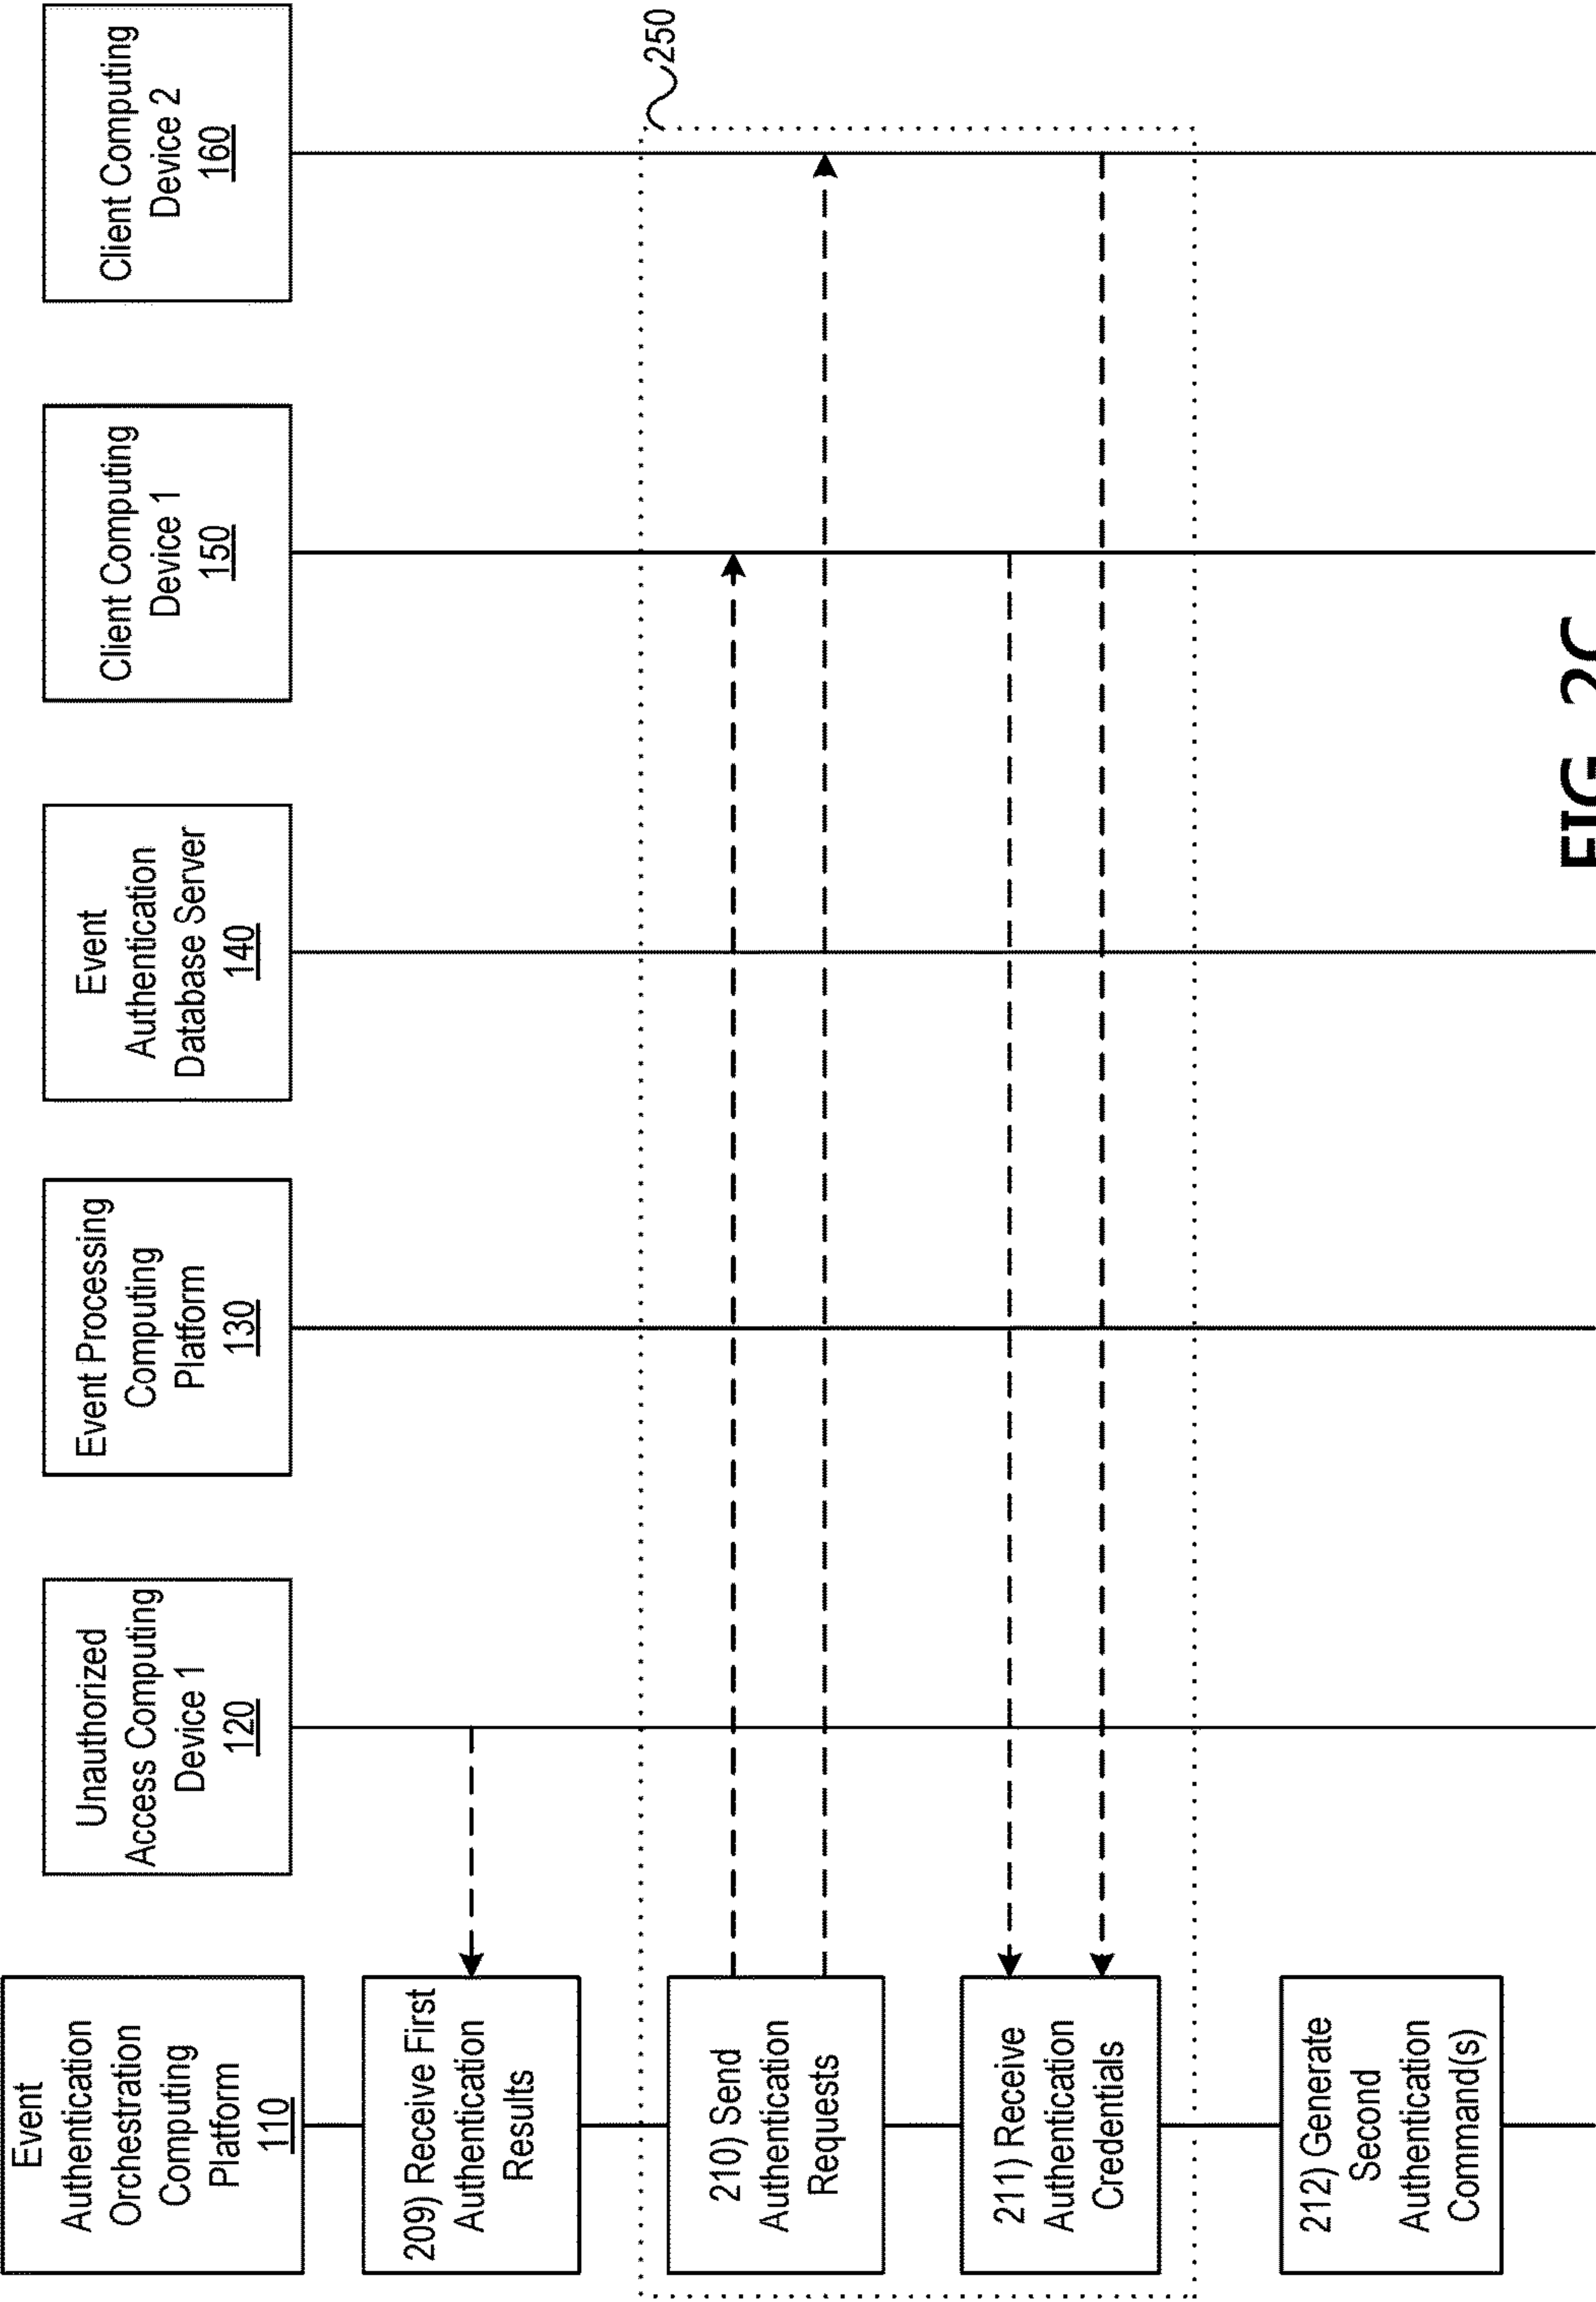 Event
Authentication
Orchestration
Computing
Platform
110
Unauthorized
Access Computing
Device 1
120
Event Processing
Computing
Platform
130
Event
Authentication
Database Server
140
Client Computing
Device 1
150
Client Computing
Device 2
160
209) Receive First
Authentication
Results
250
210) Send
Authentication
Requests
211) Receive
Authentication
Credentials
212) Generate
Second
Authentication
Command(s)
FIG. 2C